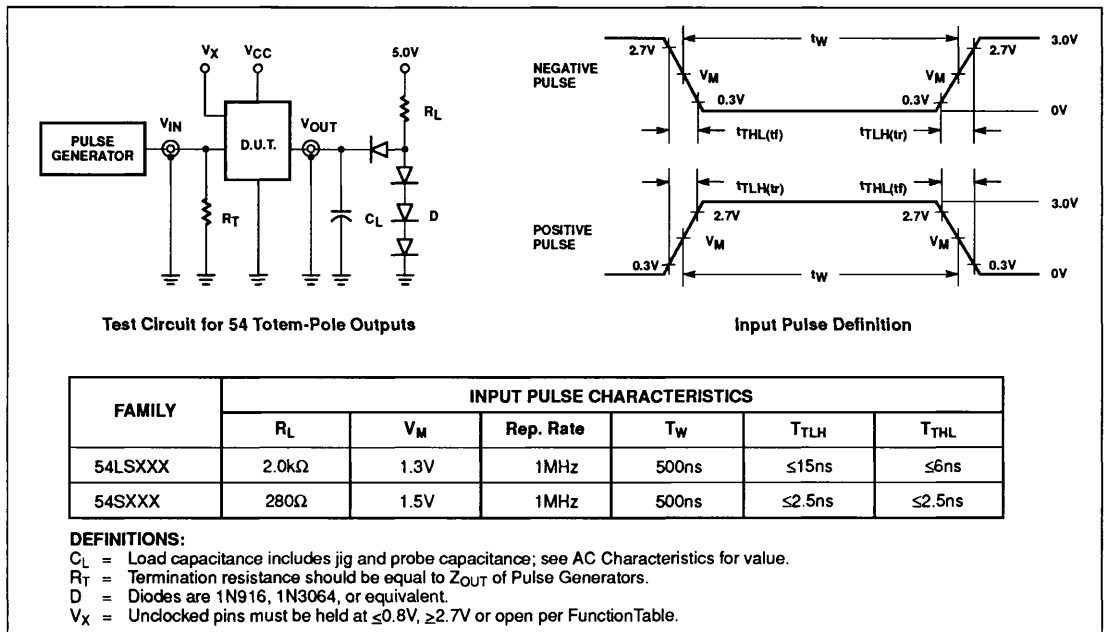 VX
VCC
5.0V
RL
VIN
VOUT
PULSE GENERATOR
D.U.T.
RT
CL
D
Test Circuit for 54 Totem-Pole Outputs
NEGATIVE PULSE
2.7V
tW
2.7V
3.0V
VM
VM
0.3V
0.3V
0V
tTHL(tf)
tTLH(tr)
tTLH(tr)
tTHL(tf)
POSITIVE PULSE
3.0V
2.7V
2.7V
VM
VM
0.3V
tW
0.3V
0V
Input Pulse Definition
FAMILY INPUT PULSE CHARACTERISTICS
RL VM Rep. Rate TW TTLH TTHL
54LSXXX 2.0kΩ 1.3V 1MHz 500ns ≤15ns ≤6ns
54SXXX 280Ω 1.5V 1MHz 500ns ≤2.5ns ≤2.5ns
DEFINITIONS:
CL = Load capacitance includes jig and probe capacitance; see AC Characteristics for value.
RT = Termination resistance should be equal to ZOUT of Pulse Generators.
D = Diodes are 1N916, 1N3064, or equivalent.
VX = Unclocked pins must be held at ≤0.8V, ≥2.7V or open per FunctionTable.